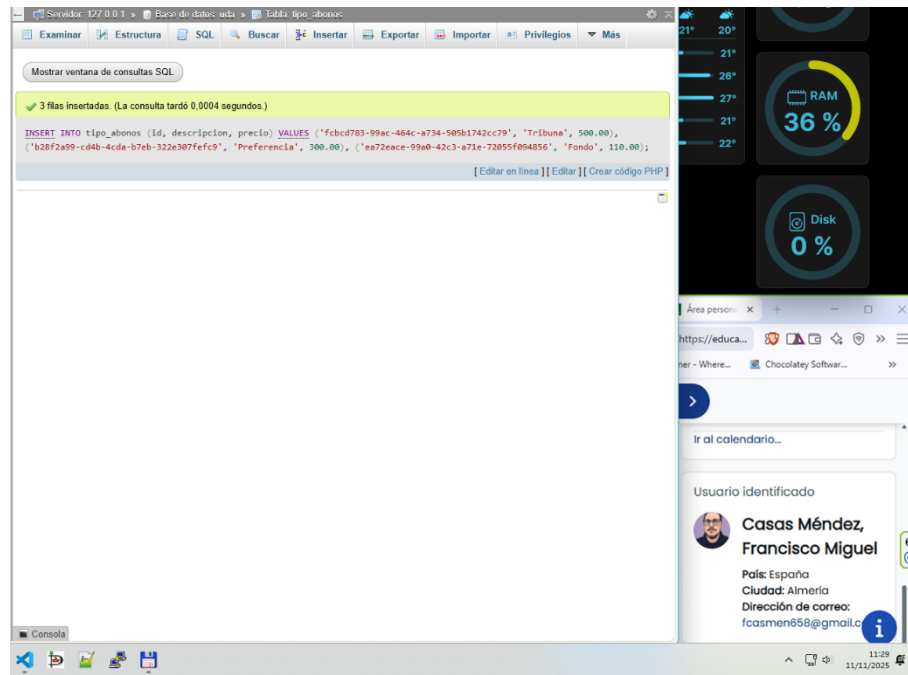 Servidor: 127.0.0.1 » Base de datos: uda » Tabla: tipo_abonos
Examinar Estructura SQL Buscar Insertar Exportar Importar Privilegios Más
Mostrar ventana de consultas SQL
3 filas insertadas. (La consulta tardó 0,0004 segundos.)
INSERT INTO tipo_abonos (id, descripcion, precio) VALUES ('fcbcd783-99ac-464c-a734-505b1742cc79', 'Tribuna', 500.00),
('b28f2a99-cd4b-4cda-b7eb-322e307fefc9', 'Preferencia', 300.00), ('ea72eace-99a0-42c3-a71e-72055f094856', 'Fondo', 110.00);
[ Editar en línea ] [ Editar ] [ Crear código PHP ]
Consola
21° 20°
21°
26°
27°
21°
22°
RAM
36 %
Disk
0 %
Área person
https://educa...
ner - Where... Chocolatey Softwar...
Ir al calendario...
Usuario identificado
Casas Méndez,
Francisco Miguel
País: España
Ciudad: Almería
Dirección de correo:
fcasmen658@gmail.c
11:29
11/11/2025